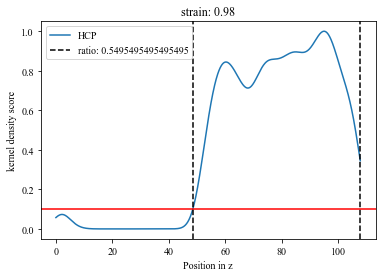 strain: 0.98
HCP
ratio: 0.5495495495495495
kernel density score
1.0
0.8
0.6
0.4
0.2
0.0
0 20 40 60 80 100
Position in z